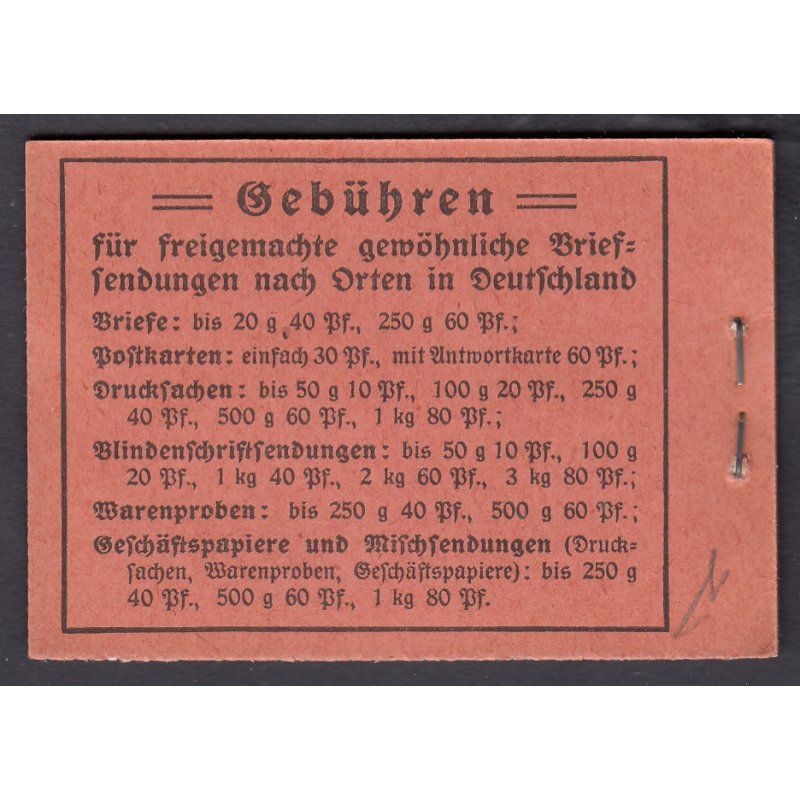 Gebühren
für freigemachte gewöhnliche Brief=
sendungen nach Orten in Deutschland
Briefe: bis 20 g 40 Pf., 250 g 60 Pf.;
Postkarten: einfach 30 Pf., mit Antwortkarte 60 Pf.;
Drucksachen: bis 50 g 10 Pf., 100 g 20 Pf., 250 g
40 Pf., 500 g 60 Pf., 1 kg 80 Pf.;
Blindenschriftsendungen: bis 50 g 10 Pf., 100 g
20 Pf., 1 kg 40 Pf., 2 kg 60 Pf., 3 kg 80 Pf.;
Warenproben: bis 250 g 40 Pf., 500 g 60 Pf.;
Geschäftspapiere und Mischsendungen (Druck-
sachen, Warenproben, Geschäftspapiere): bis 250 g
40 Pf., 500 g 60 Pf., 1 kg 80 Pf.